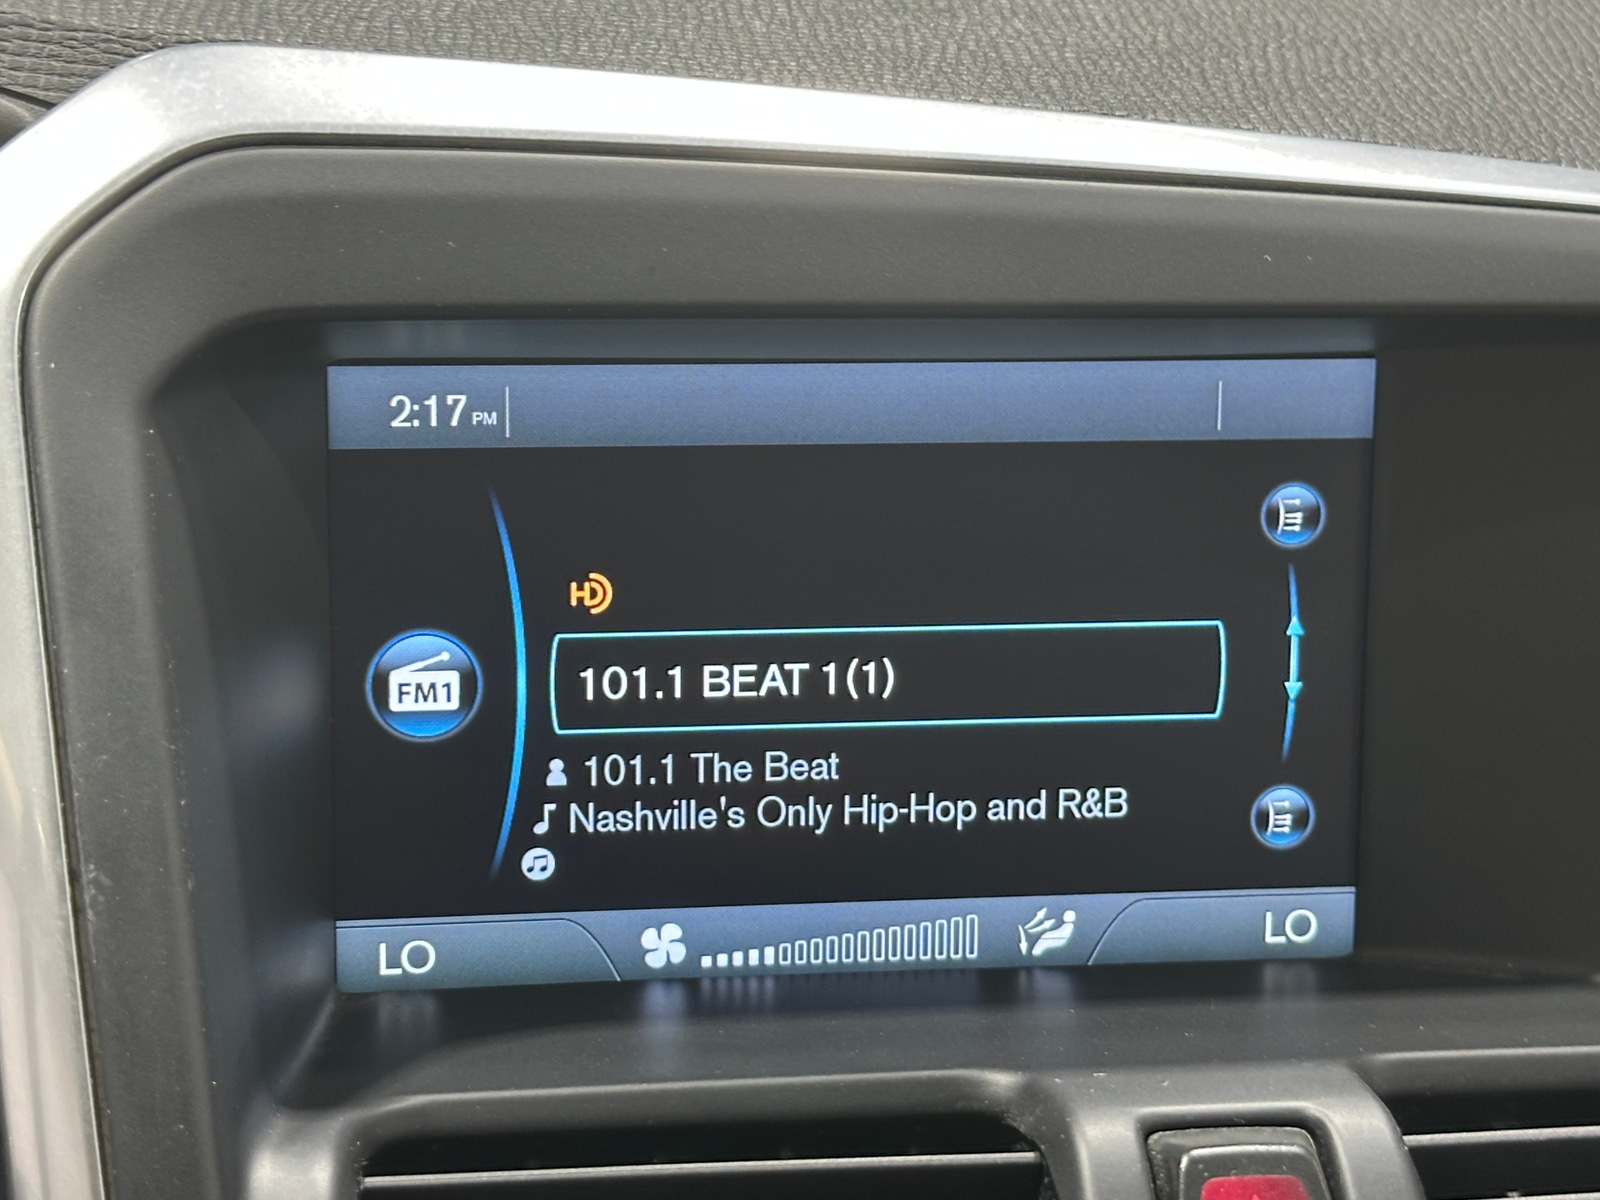 2:17 PM
HD
101.1 BEAT 1(1)
FM1
101.1 The Beat
Nashville's Only Hip-Hop and R&B
LO
LO